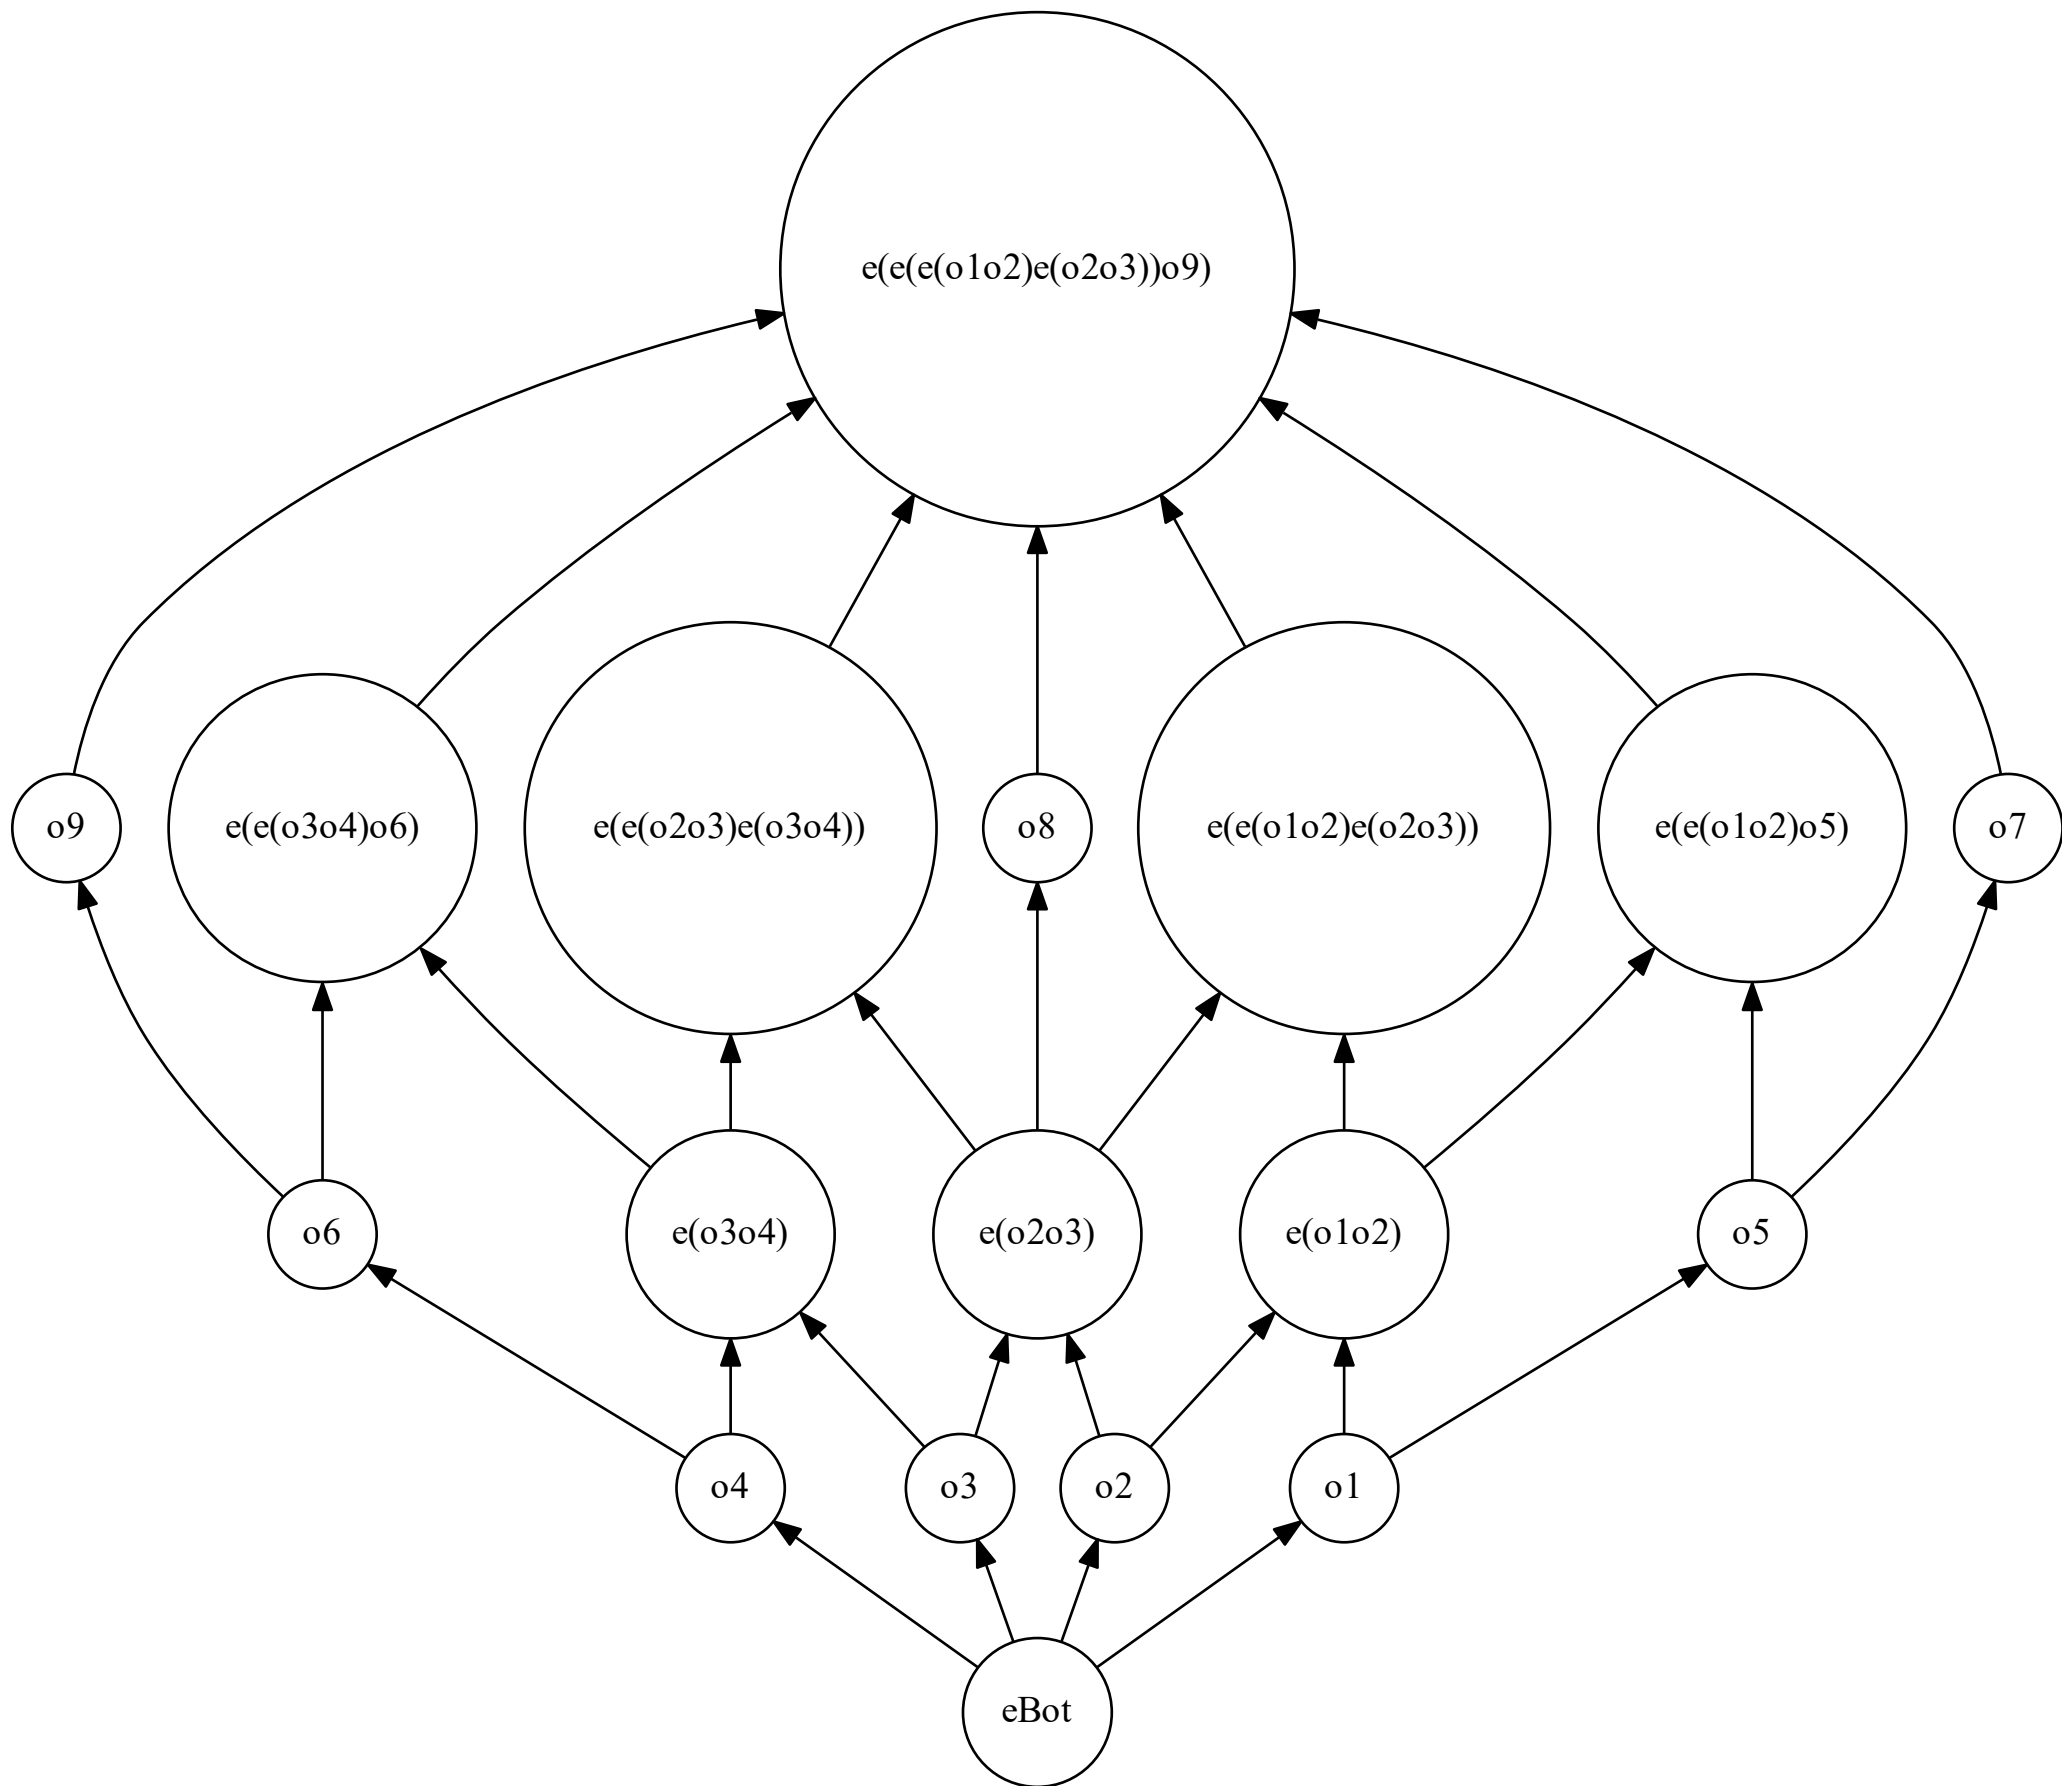 e(e(e(o1o2)e(o2o3))o9)
o9
e(e(o3o4)o6)
e(e(o2o3)e(o3o4))
o8
e(e(o1o2)e(o2o3))
e(e(o1o2)o5)
o7
o6
e(o3o4)
e(o2o3)
e(o1o2)
o5
o4
o3
o2
o1
eBot